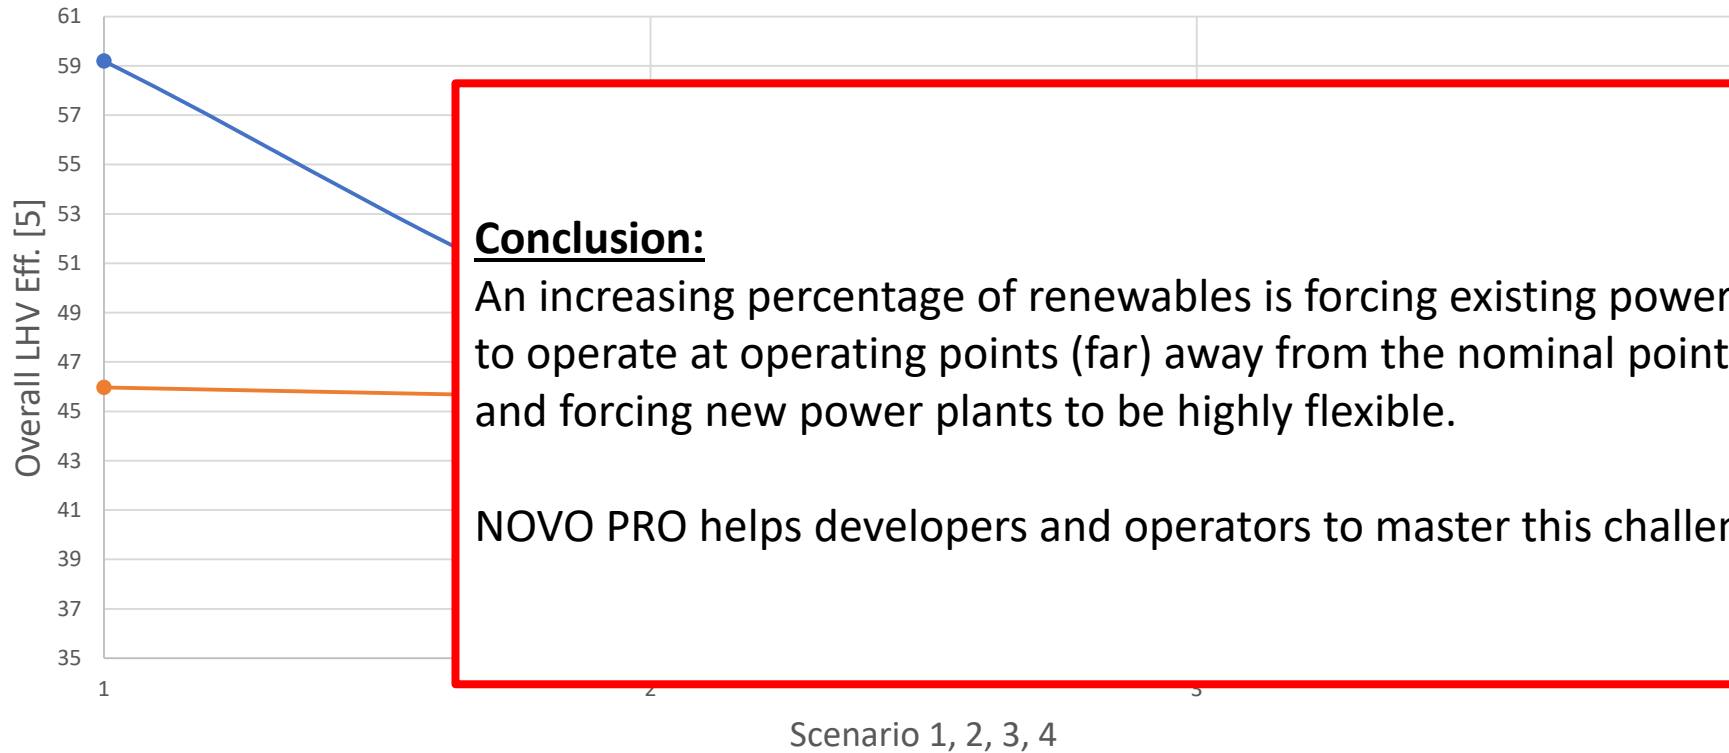 61
59
57
55
53
51
49
47
45
43
41
39
37
35
Overall LHV Eff. [5]
Conclusion:
An increasing percentage of renewables is forcing existing power
to operate at operating points (far) away from the nominal point
and forcing new power plants to be highly flexible.
NOVO PRO helps developers and operators to master this
1
Scenario 1, 2, 3, 4